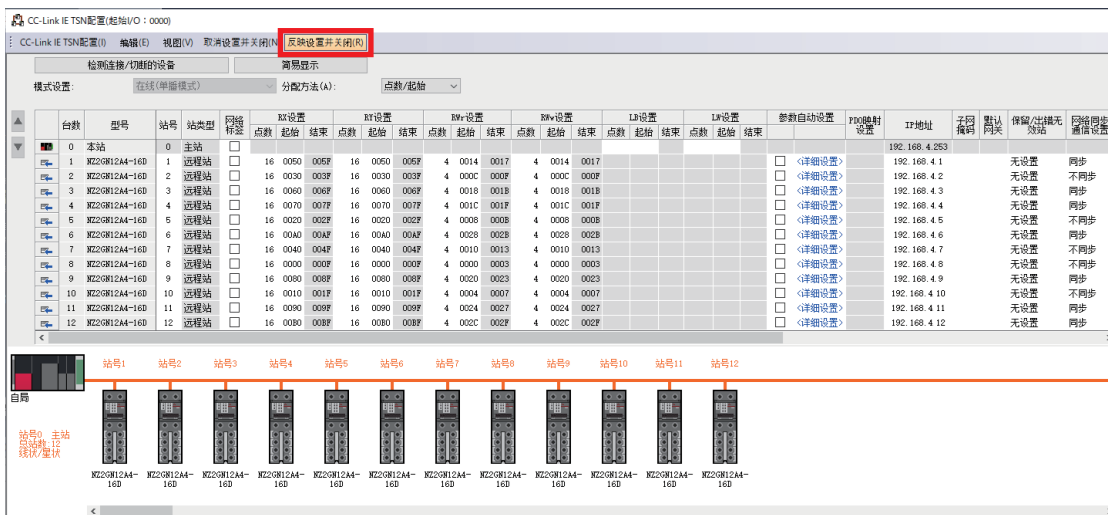 CC-Link IE TSN配置(起始I/O：0000)
CC-Link IE TSN配置(I) 编辑(E) 视图(V) 取消设置并关闭(N 反映设置并关闭(R)
检测连接/切断的设备 简易显示
模式设置: 在线(单播模式) 分配方法(A): 点数/起始
台数 型号 站号 站类型 网络标签 RX设置 RY设置 RWr设置 RWw设置 LB设置 LW设置 参数自动设置 PDO映射设置 IP地址 子网掩码 默认网关 保留/出错无效站 网络同步通信设置
点数 起始 结束 点数 起始 结束 点数 起始 结束 点数 起始 结束 点数 起始 结束 点数 起始 结束
0 本站 0 主站 192.168.4.253
1 NZ2GN12A4-16D 1 远程站 16 0050 005F 16 0050 005F 4 0014 0017 4 0014 0017 <详细设置> 192.168.4.1 无设置 同步
2 NZ2GN12A4-16D 2 远程站 16 0030 003F 16 0030 003F 4 000C 000F 4 000C 000F <详细设置> 192.168.4.2 无设置 不同步
3 NZ2GN12A4-16D 3 远程站 16 0060 006F 16 0060 006F 4 0018 001B 4 0018 001B <详细设置> 192.168.4.3 无设置 同步
4 NZ2GN12A4-16D 4 远程站 16 0070 007F 16 0070 007F 4 001C 001F 4 001C 001F <详细设置> 192.168.4.4 无设置 同步
5 NZ2GN12A4-16D 5 远程站 16 0020 002F 16 0020 002F 4 0008 000B 4 0008 000B <详细设置> 192.168.4.5 无设置 不同步
6 NZ2GN12A4-16D 6 远程站 16 00A0 00AF 16 00A0 00AF 4 0028 002B 4 0028 002B <详细设置> 192.168.4.6 无设置 同步
7 NZ2GN12A4-16D 7 远程站 16 0040 004F 16 0040 004F 4 0010 0013 4 0010 0013 <详细设置> 192.168.4.7 无设置 不同步
8 NZ2GN12A4-16D 8 远程站 16 0000 000F 16 0000 000F 4 0000 0003 4 0000 0003 <详细设置> 192.168.4.8 无设置 不同步
9 NZ2GN12A4-16D 9 远程站 16 0080 008F 16 0080 008F 4 0020 0023 4 0020 0023 <详细设置> 192.168.4.9 无设置 同步
10 NZ2GN12A4-16D 10 远程站 16 0010 001F 16 0010 001F 4 0004 0007 4 0004 0007 <详细设置> 192.168.4.10 无设置 不同步
11 NZ2GN12A4-16D 11 远程站 16 0090 009F 16 0090 009F 4 0024 0027 4 0024 0027 <详细设置> 192.168.4.11 无设置 同步
12 NZ2GN12A4-16D 12 远程站 16 00B0 00BF 16 00B0 00BF 4 002C 002F 4 002C 002F <详细设置> 192.168.4.12 无设置 同步
站号1 站号2 站号3 站号4 站号5 站号6 站号7 站号8 站号9 站号10 站号11 站号12
自局
站号0 主站
总站数:12
线状/星状
NZ2GN12A4- NZ2GN12A4- NZ2GN12A4- NZ2GN12A4- NZ2GN12A4- NZ2GN12A4- NZ2GN12A4- NZ2GN12A4- NZ2GN12A4- NZ2GN12A4- NZ2GN12A4- NZ2GN12A4-
16D 16D 16D 16D 16D 16D 16D 16D 16D 16D 16D 16D